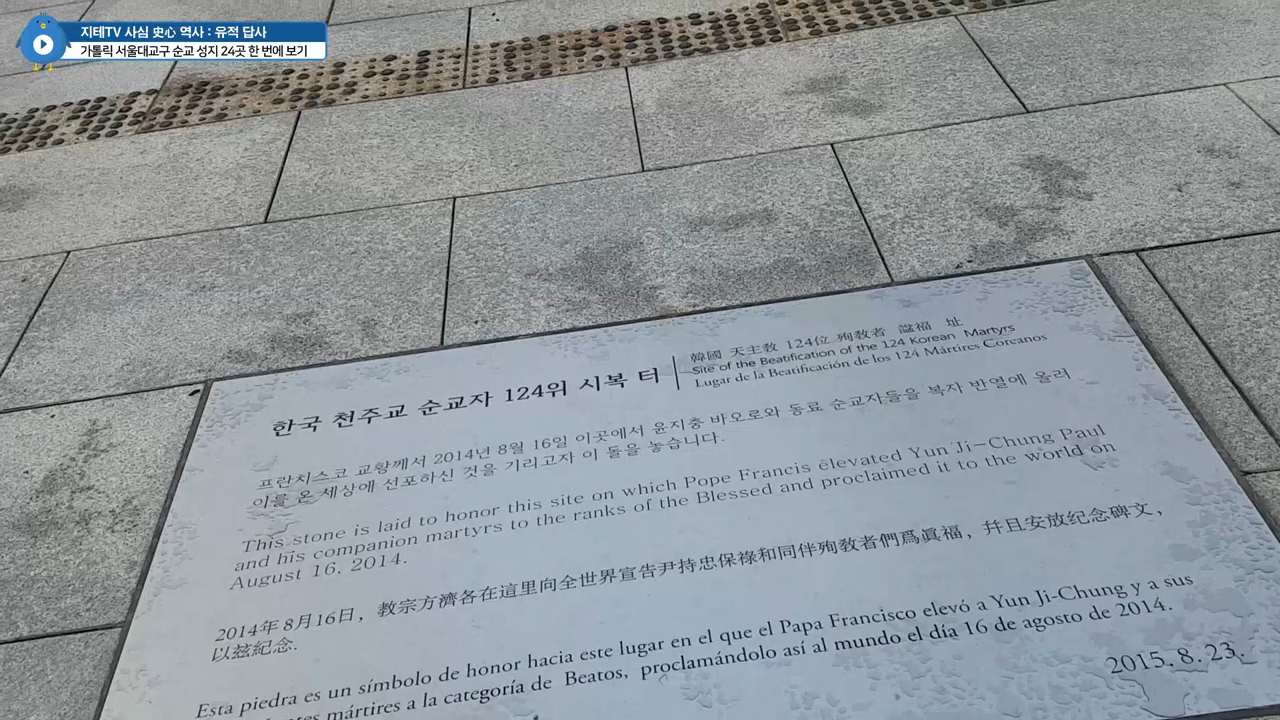 지테TV 사심 史心 역사 : 유적 답사
가톨릭 서울대교구 순교 성지 24곳 한 번에 보기
한국 천주교 순교자 124위 시복 터
韓國 天主敎 124位 殉敎者 諡福 址
Site of the Beatification of the 124 Korean Martyrs
Lugar de la Beatificación de los 124 Mártires Coreanos
프란치스코 교황께서 2014년 8월 16일 이곳에서 윤지충 바오로와 동료 순교자들을 복자 반열에 올리
이를 온 세상에 선포하신 것을 기리고자 이 돌을 놓습니다.
This stone is laid to honor this site on which Pope Francis elevated Yun Ji-Chung Paul
and his companion martyrs to the ranks of the Blessed and proclaimed it to the world on
August 16, 2014.
2014年 8月16日, 教宗方濟各在這里向全世界宣告尹持忠保祿和同伴殉敎者們爲眞福, 幷且安放纪念碑文,
以玆紀念.
Esta piedra es un símbolo de honor hacia este lugar en el que el Papa Francisco elevó a Yun Ji-Chung y a sus
mártires a la categoría de Beatos, proclamándolo así al mundo el día 16 de agosto de 2014.
2015. 8. 23.